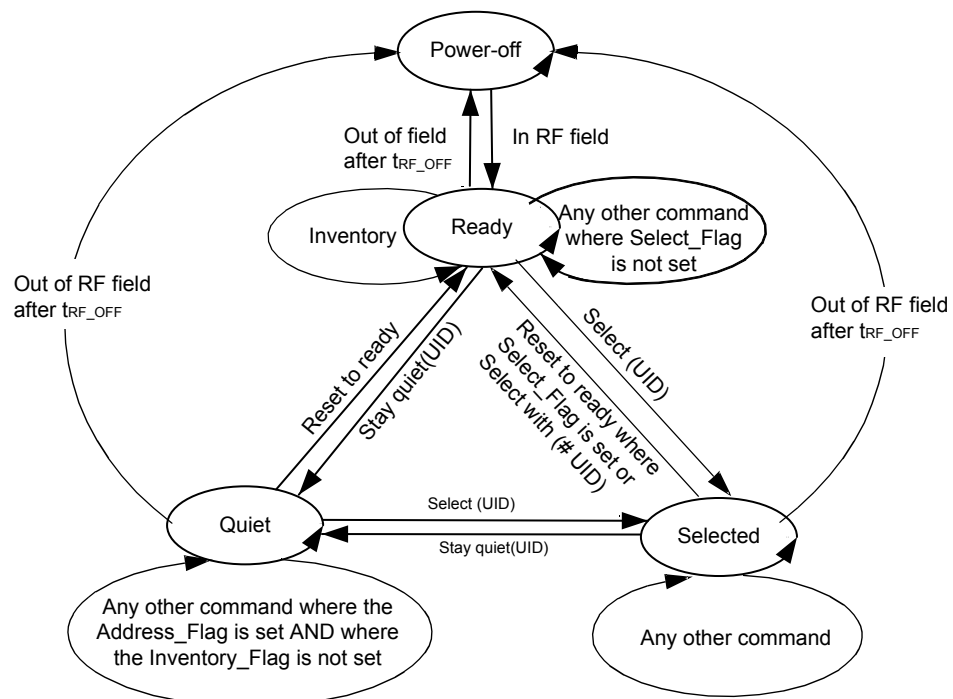 Power-off
Out of field
after tRF_OFF
In RF field
Inventory
Ready
Any other command
where Select_Flag
is not set
Out of RF field
after tRF_OFF
Out of RF field
after tRF_OFF
Reset to ready
Stay quiet(UID)
Reset to ready where
Select_Flag is set or
Select with (# UID)
Select (UID)
Quiet
Select (UID)
Stay quiet(UID)
Selected
Any other command where the
Address_Flag is set AND where
the Inventory_Flag is not set
Any other command